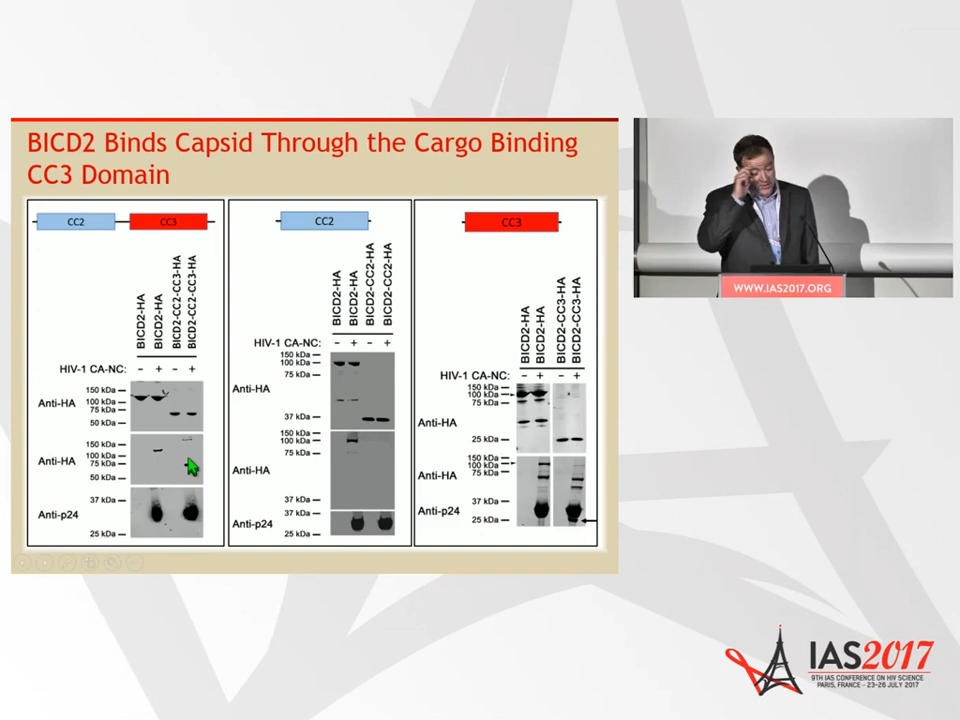 BICD2 Binds Capsid Through the Cargo Binding
CC3 Domain
CC2
CC3
BICD2-HA
BICD2-HA
BICD2-CC2-CC3-HA
BICD2-CC2-CC3-HA
HIV-1 CA-NC: – + – +
150 kDa
100 kDa
Anti-HA
75 kDa
50 kDa
150 kDa
100 kDa
Anti-HA
75 kDa
50 kDa
37 kDa
Anti-p24
25 kDa
CC2
BICD2-HA
BICD2-HA
BICD2-CC2-HA
BICD2-CC2-HA
HIV-1 CA-NC: – + – +
150 kDa
100 kDa
75 kDa
Anti-HA
37 kDa
150 kDa
100 kDa
75 kDa
Anti-HA
37 kDa
37 kDa
Anti-p24
25 kDa
CC3
BICD2-HA
BICD2-HA
BICD2-CC3-HA
BICD2-CC3-HA
HIV-1 CA-NC: – + – +
150 kDa
100 kDa
75 kDa
Anti-HA
25 kDa
150 kDa
100 kDa
75 kDa
Anti-HA
37 kDa
Anti-p24
25 kDa
WWW.IAS2017.ORG
IAS2017
9TH IAS CONFERENCE ON HIV SCIENCE
PARIS, FRANCE - 23-26 JULY 2017